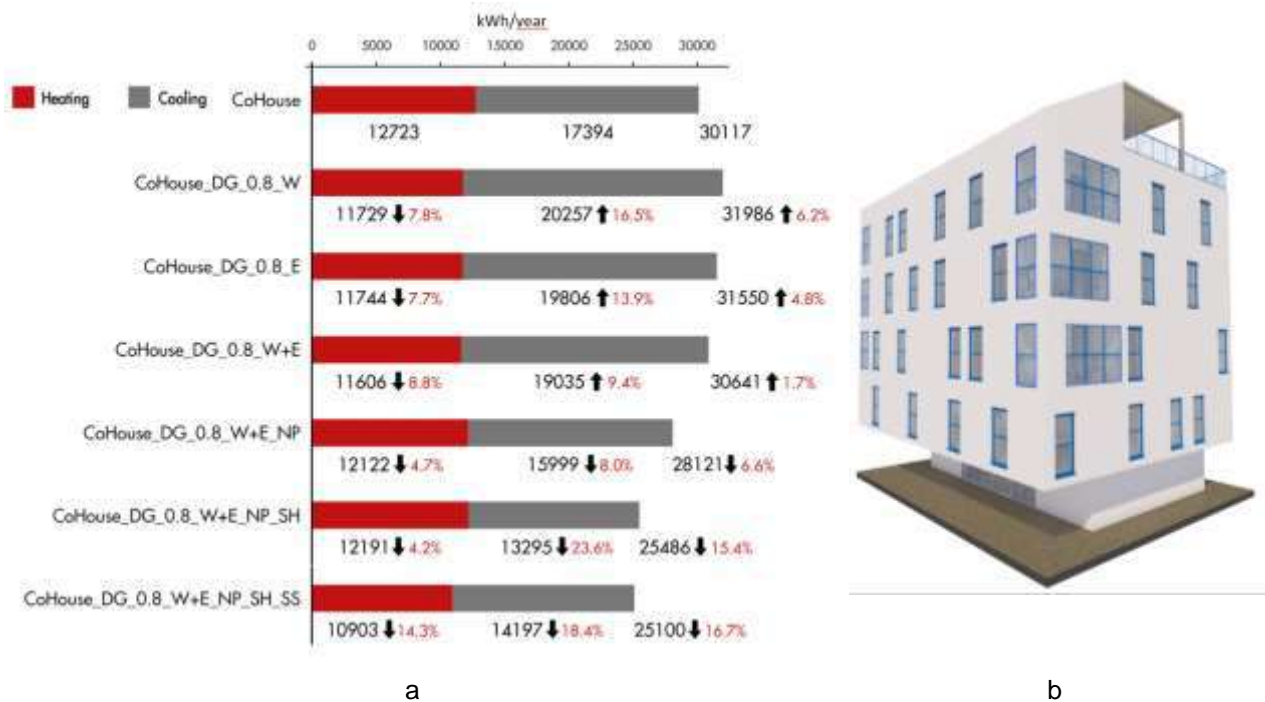 kWh/year
0 5000 10000 15000 20000 25000 30000
Heating Cooling CoHouse
12723 17394 30117
CoHouse_DG_0.8_W
11729 ⬇ 7.8% 20257 ⬆ 16.5% 31986 ⬆ 6.2%
CoHouse_DG_0.8_E
11744 ⬇ 7.7% 19806 ⬆ 13.9% 31550 ⬆ 4.8%
CoHouse_DG_0.8_W+E
11606 ⬇ 8.8% 19035 ⬆ 9.4% 30641 ⬆ 1.7%
CoHouse_DG_0.8_W+E_NP
12122 ⬇ 4.7% 15999 ⬇ 8.0% 28121 ⬇ 6.6%
CoHouse_DG_0.8_W+E_NP_SH
12191 ⬇ 4.2% 13295 ⬇ 23.6% 25486 ⬇ 15.4%
CoHouse_DG_0.8_W+E_NP_SH_SS
10903 ⬇ 14.3% 14197 ⬇ 18.4% 25100 ⬇ 16.7%
a b